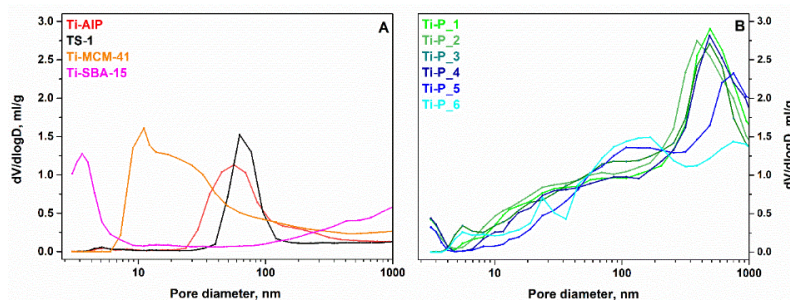 A
Ti-AIP
TS-1
Ti-MCM-41
Ti-SBA-15
dV/dlogD, ml/g
3.0
2.5
2.0
1.5
1.0
0.5
0.0
10
100
1000
Pore diameter, nm
B
Ti-P_1
Ti-P_2
Ti-P_3
Ti-P_4
Ti-P_5
Ti-P_6
3.0
2.5
2.0
1.5
1.0
0.5
0.0
dV/dlogD, ml/g
10
100
1000
Pore diameter, nm